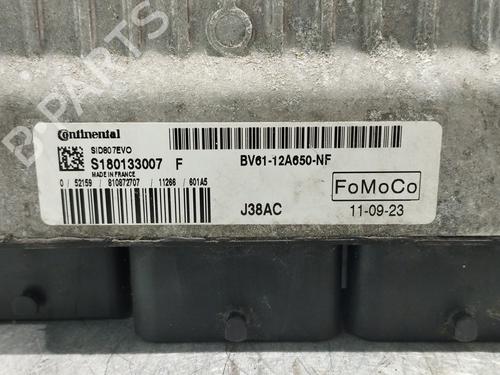 B-PARTS
Continental
SID807EVO
S180133007 F
MADE IN FRANCE
0 / 52159 / 810872707 / 11266 / 601A5
BV61-12A650-NF
FoMoCo
J38AC
11-09-23